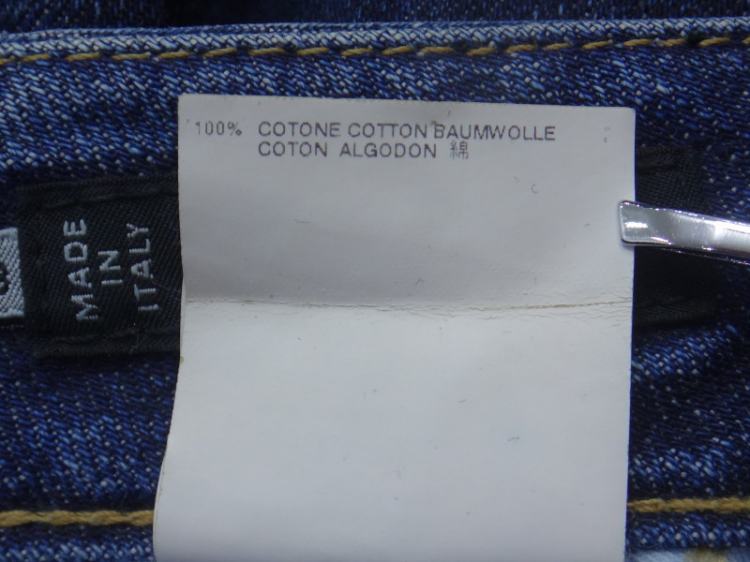 100% COTONE COTTON BAUMWOLLE
COTON ALGODON 綿
MADE
IN
ITALY